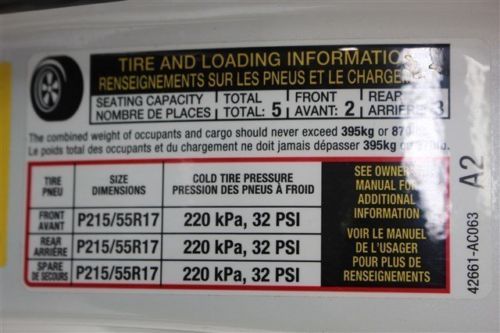 TIRE AND LOADING INFORMATION
RENSEIGNEMENTS SUR LES PNEUS ET LE
SEATING CAPACITY TOTAL FRONT REAR
NOMBRE DE PLACES TOTAL: 5 AVANT: 2 3
The combined weight of occupants and cargo should never exceed 395kg or
Le poids total des occupants et du chargement ne doit jamais dépasser 395kg
TIRE SIZE COLD TIRE PRESSURE
PNEU DIMENSIONS PRESSION DES PNEUS À FROID
FRONT
AVANT P215/55R17 220 kPa, 32 PSI
REAR
ARRIÈRE P215/55R17 220 kPa, 32 PSI
SPARE
DE SECOURS P215/55R17 220 kPa, 32 PSI
SEE OWNER'S
MANUAL FOR
ADDITIONAL
INFORMATION
VOIR LE MANUEL
DE L'USAGER
POUR PLUS DE
RENSEIGNEMENTS
42661-AC063 A2